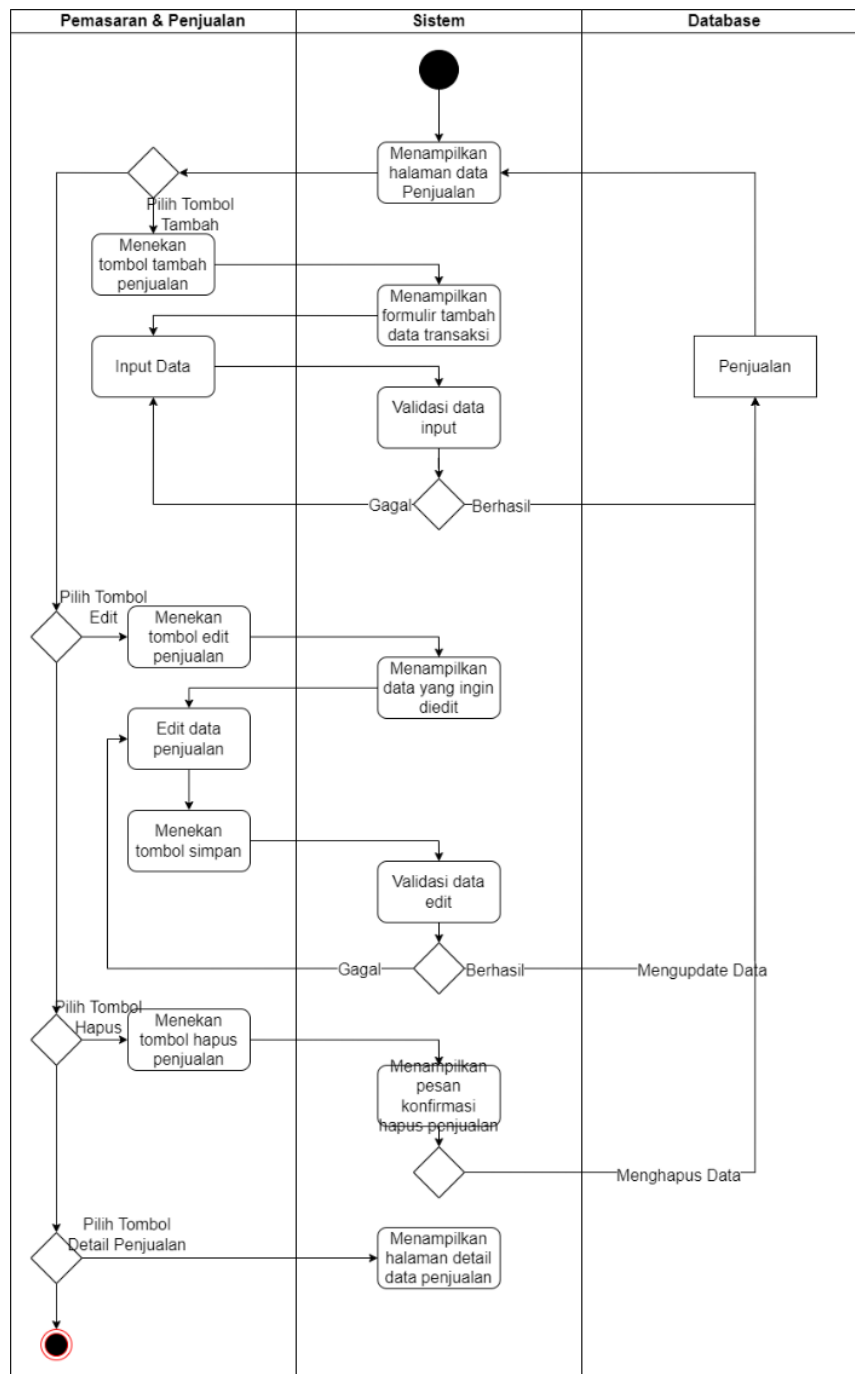 Pemasaran & Penjualan
Sistem
Database
Menampilkan
halaman data
Penjualan
Pilih Tombol
Tambah
Menekan
tombol tambah
penjualan
Menampilkan
formulir tambah
data transaksi
Input Data
Penjualan
Validasi data
input
Gagal
Berhasil
Pilih Tombol
Edit
Menekan
tombol edit
penjualan
Menampilkan
data yang ingin
diedit
Edit data
penjualan
Menekan
tombol simpan
Validasi data
edit
Gagal
Berhasil
Mengupdate Data
Pilih Tombol
Hapus
Menekan
tombol hapus
penjualan
Menampilkan
pesan
konfirmasi
hapus penjualan
Menghapus Data
Pilih Tombol
Detail Penjualan
Menampilkan
halaman detail
data penjualan